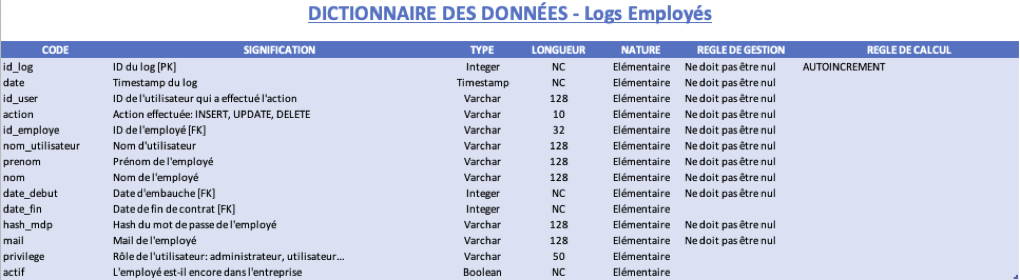 DICTIONNAIRE DES DONNÉES - Logs Employés
CODE SIGNIFICATION TYPE LONGUEUR NATURE REGLE DE GESTION REGLE DE CALCUL
id_log ID du log [PK] Integer NC Elémentaire Ne doit pas être nul AUTOINCREMENT
date Timestamp du log Timestamp NC Elémentaire Ne doit pas être nul
id_user ID de l'utilisateur qui a effectué l'action Varchar 128 Elémentaire Ne doit pas être nul
action Action effectuée: INSERT, UPDATE, DELETE Varchar 10 Elémentaire Ne doit pas être nul
id_employe ID de l'employé [FK] Varchar 32 Elémentaire Ne doit pas être nul
nom_utilisateur Nom d'utilisateur Varchar 128 Elémentaire Ne doit pas être nul
prenom Prénom de l'employé Varchar 128 Elémentaire Ne doit pas être nul
nom Nom de l'employé Varchar 128 Elémentaire Ne doit pas être nul
date_debut Date d'embauche [FK] Integer NC Elémentaire Ne doit pas être nul
date_fin Date de fin de contrat [FK] Integer NC Elémentaire
hash_mdp Hash du mot de passe de l'employé Varchar 128 Elémentaire Ne doit pas être nul
mail Mail de l'employé Varchar 128 Elémentaire Ne doit pas être nul
privilege Rôle de l'utilisateur: administrateur, utilisateur... Varchar 50 Elémentaire
actif L'employé est-il encore dans l'entreprise Boolean NC Elémentaire